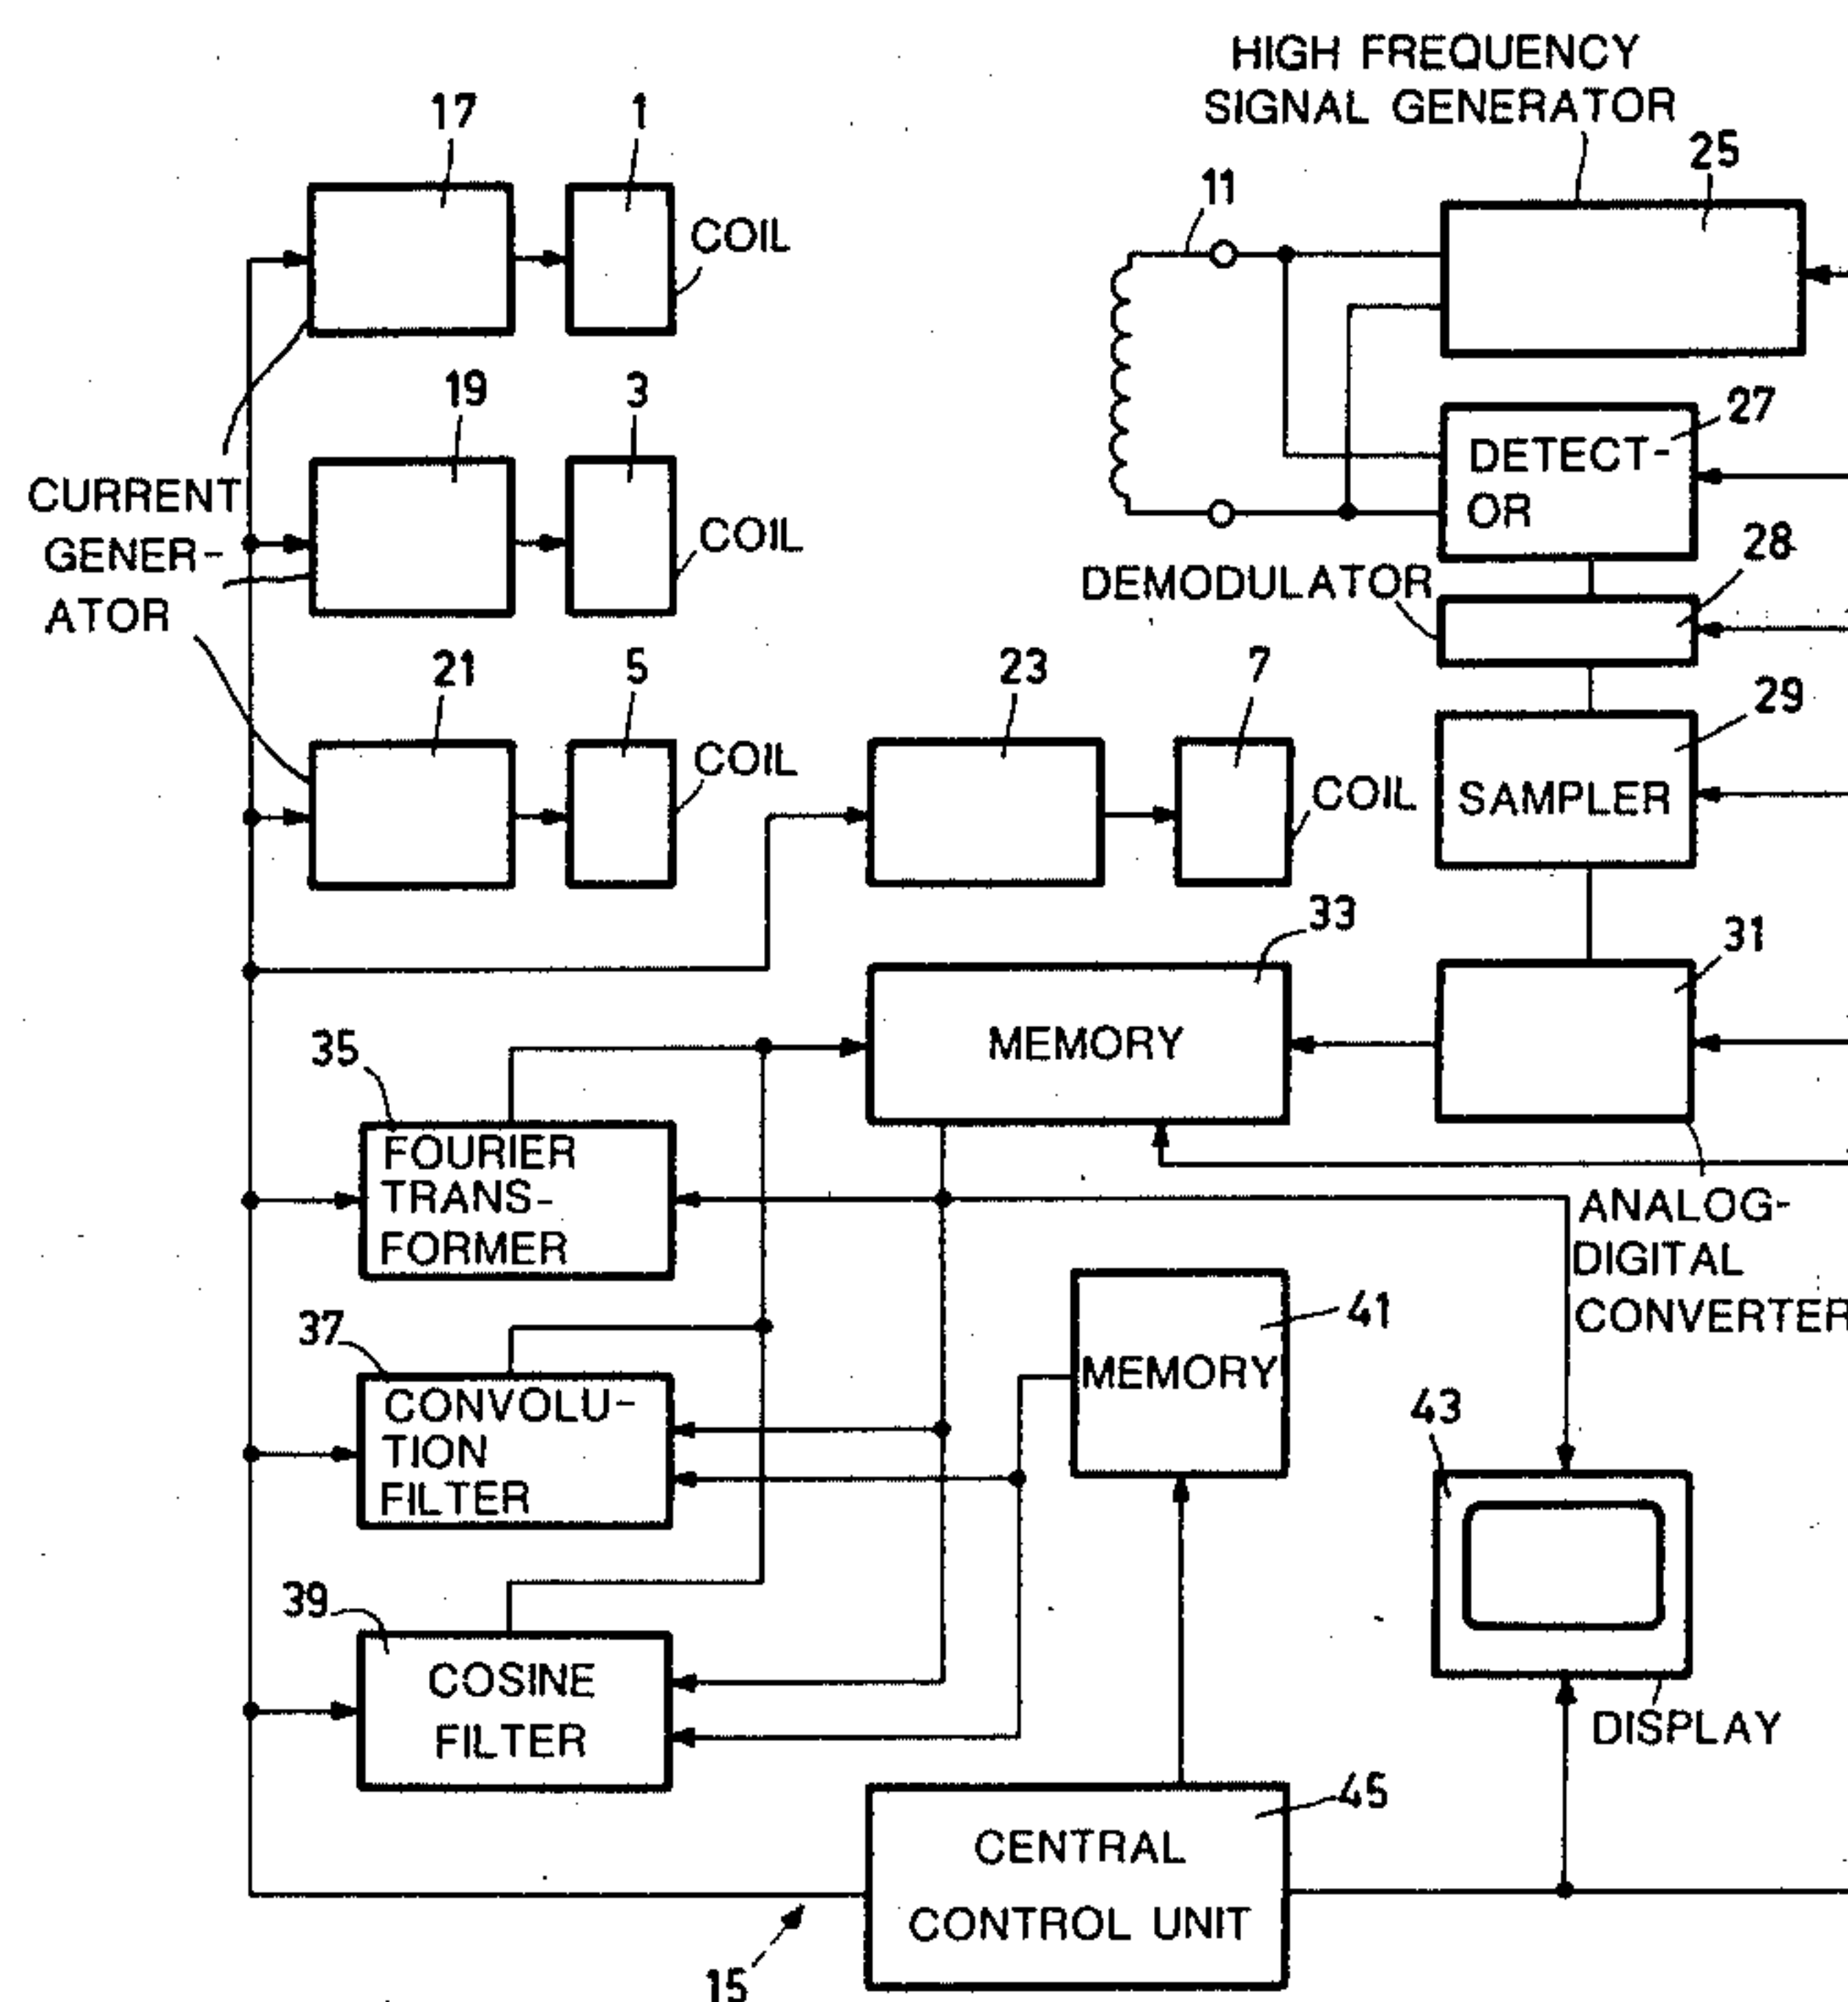 HIGH FREQUENCY
SIGNAL GENERATOR
17
1
25
11
COIL
19
3
27
DETECT-
OR
CURRENT
GENER-
ATOR
COIL
28
DEMODULATOR
21
5
23
7
29
COIL
COIL
SAMPLER
33
31
35
MEMORY
FOURIER
TRANS-
FORMER
ANALOG-
DIGITAL
CONVERTER
37
41
MEMORY
CONVOLU-
TION
FILTER
43
39
COSINE
FILTER
DISPLAY
45
CENTRAL
CONTROL UNIT
15